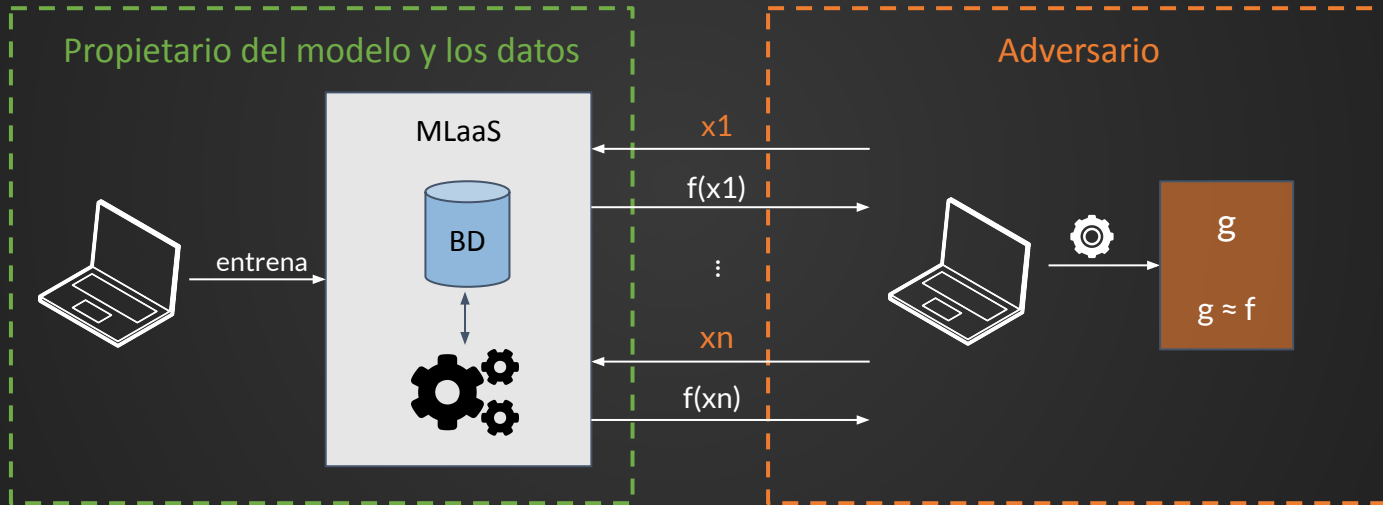 Propietario del modelo y los datos
Adversario
MLaaS
BD
entrena
x1
f(x1)
⋮
xn
f(xn)
g
g ≈ f